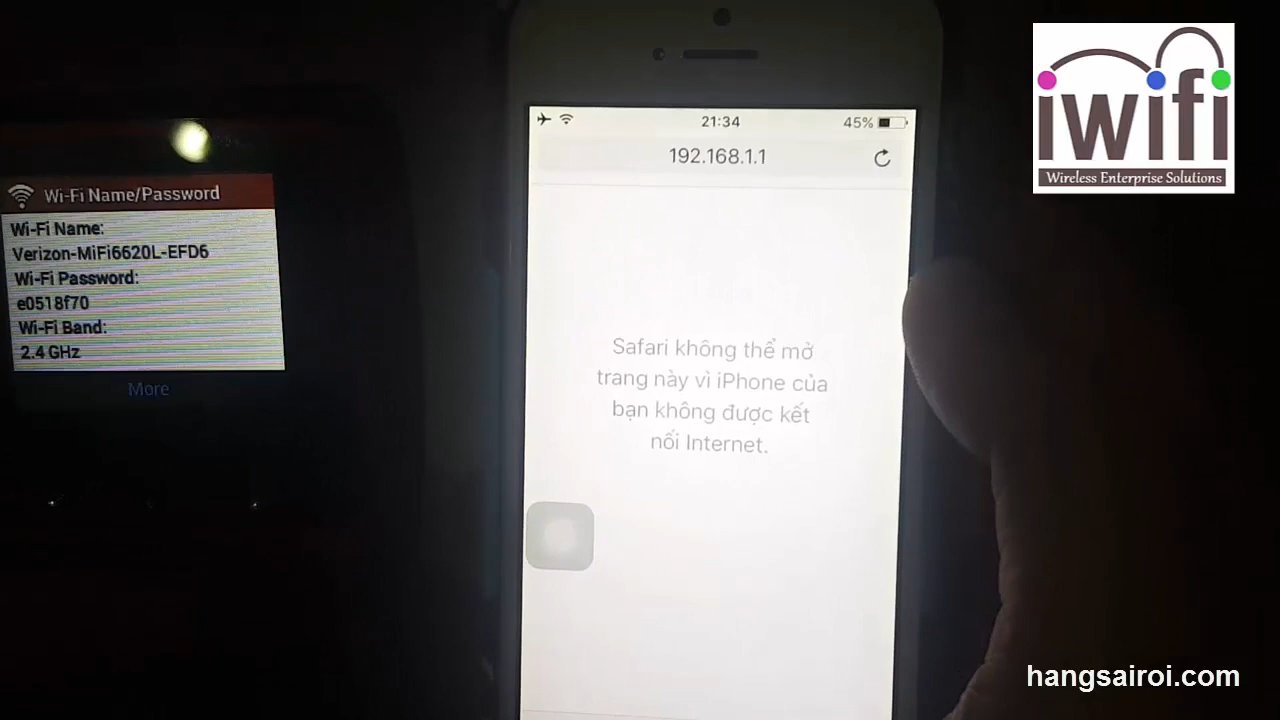 Wi-Fi Name/Password
Wi-Fi Name:
Verizon-MiFi6620L-EFD6
Wi-Fi Password:
e0518f70
Wi-Fi Band:
2.4 GHz
More
21:34
45%
192.168.1.1
Safari không thể mở
trang này vì iPhone của
bạn không được kết
nối Internet.
iwifi
Wireless Enterprise Solutions
hangsairoi.com